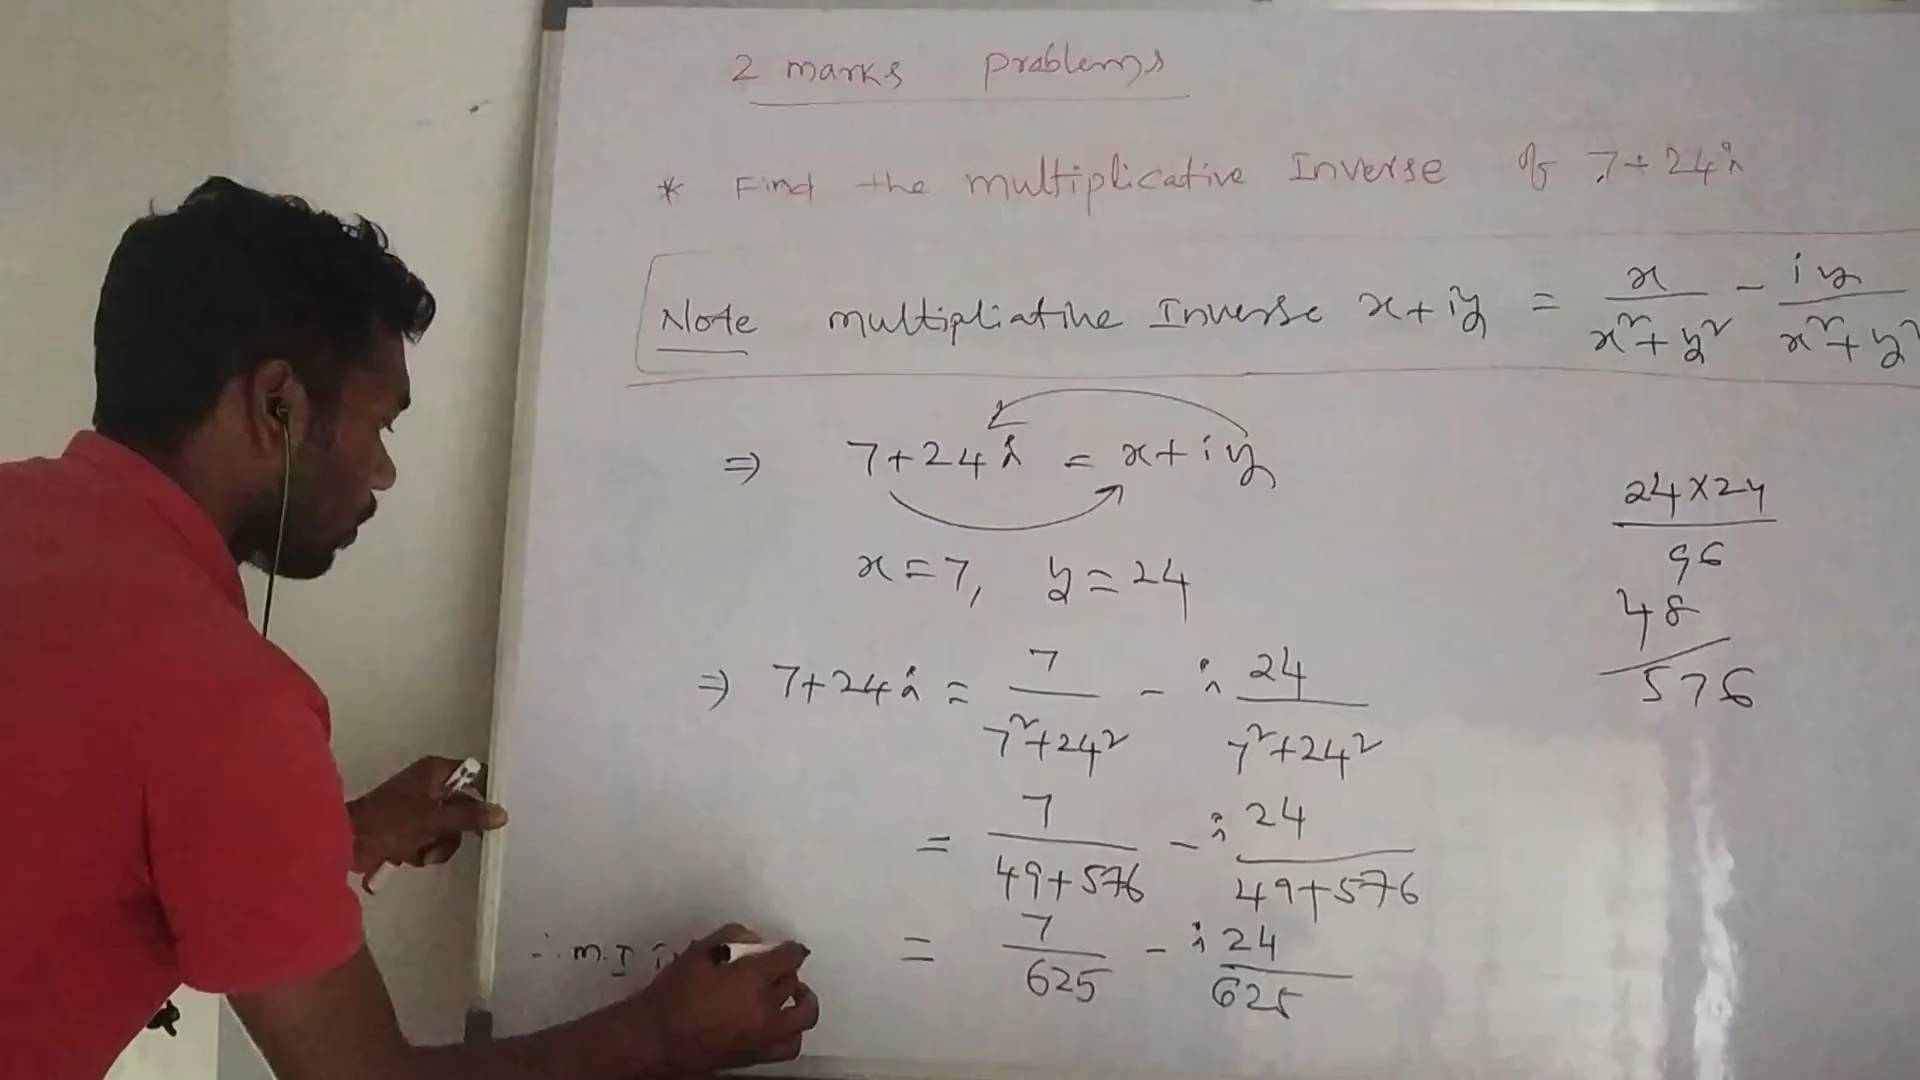 2 marks problems
* Find the multiplicative Inverse of 7+24i
Note multipliative Inverse x+iy = x/x²+y² - iy/x²+y²
⇒ 7+24i = x+iy
x=7, y=24
⇒ 7+24i = 7/7²+24² - i 24/7²+24²
= 7/49+576 - i 24/49+576
∴ m.I = 7/625 - i 24/625
24×24
96
48
576